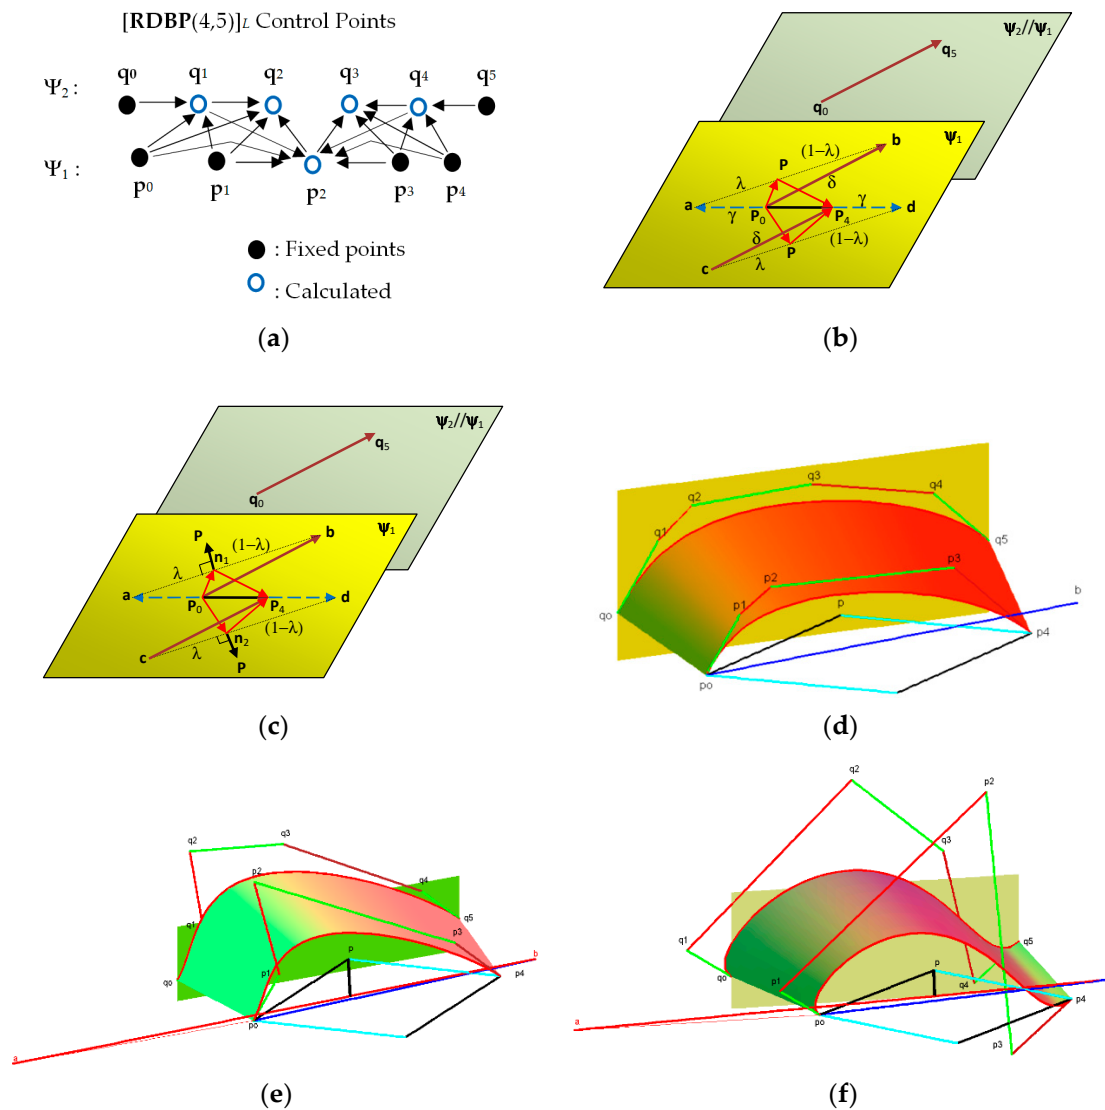 [RDBP(4,5)]L Control Points
Ψ2 : q0 q1 q2 q3 q4 q5
Ψ1 : p0 p1 p2 p3 p4
: Fixed points
: Calculated
(a)
Ψ2//Ψ1
q5
q0
Ψ1
P (1−λ) b
λ δ
a γ P0 P4 γ d
δ P (1−λ)
c λ
(b)
Ψ2//Ψ1
q5
q0
Ψ1
P n1 (1−λ) b
λ
a P0 P4 d
n2 (1−λ)
c λ P
(c)
q3
q2 q4
q1 q5
p3
p2
qo p1 p b
p4
po
(d)
q2 q3
p2 q4
q1 q5
p3
qo p1 p b
p4
po
a
(e)
q2 p2
q3
q1 q5
qo p1 p q4
p4
po
a p3
(f)